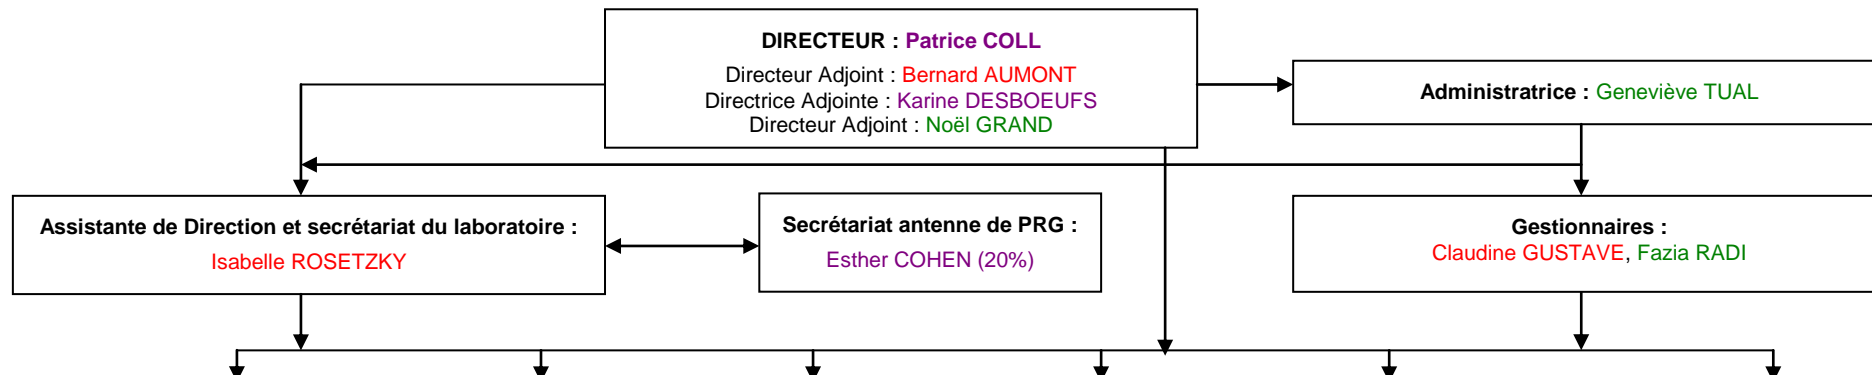 DIRECTEUR : Patrice COLL
Directeur Adjoint : Bernard AUMONT
Directrice Adjointe : Karine DESBOEUFS
Directeur Adjoint : Noël GRAND
Administratrice : Geneviève TUAL
Assistante de Direction et secrétariat du laboratoire :
Isabelle ROSETZKY
Secrétariat antenne de PRG :
Esther COHEN (20%)
Gestionnaires :
Claudine GUSTAVE, Fazia RADI